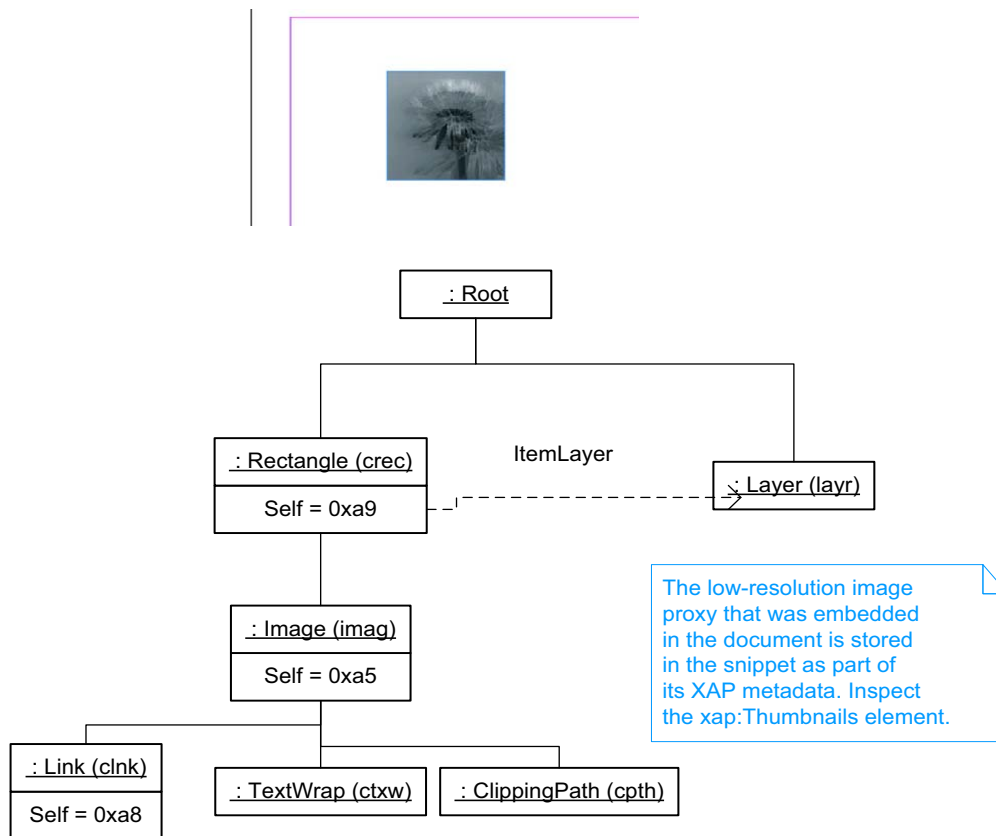 : Root
: Rectangle (crec)
Self = 0xa9
ItemLayer
: Layer (layr)
: Image (imag)
Self = 0xa5
The low-resolution image
proxy that was embedded
in the document is stored
in the snippet as part of
its XAP metadata. Inspect
the xap:Thumbnails element.
: Link (clnk)
Self = 0xa8
: TextWrap (ctxw)
: ClippingPath (cpth)